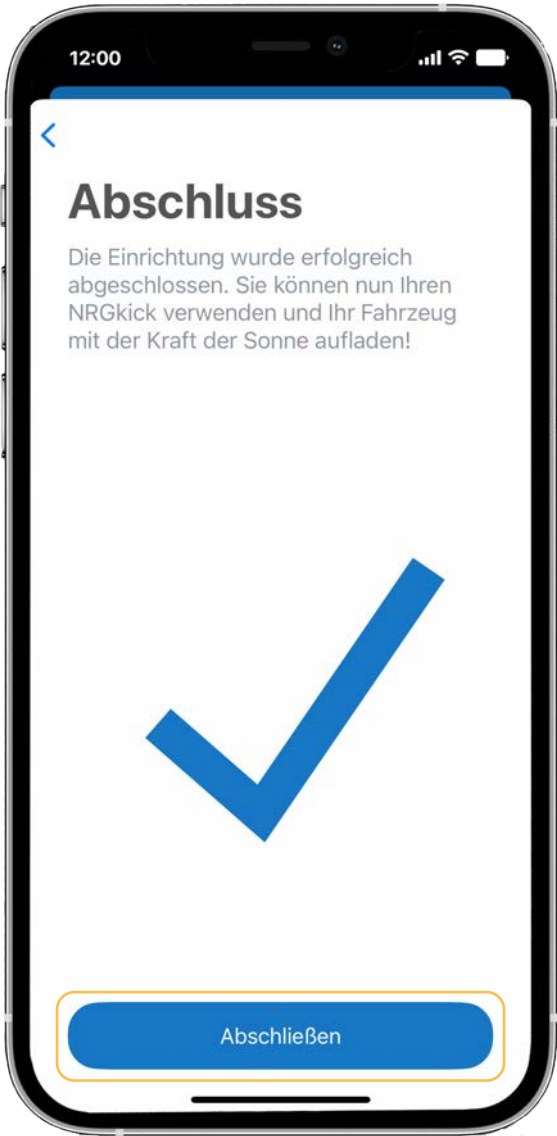 12:00
Abschluss
Die Einrichtung wurde erfolgreich
abgeschlossen. Sie können nun Ihren
NRGkick verwenden und Ihr Fahrzeug
mit der Kraft der Sonne aufladen!
Abschließen